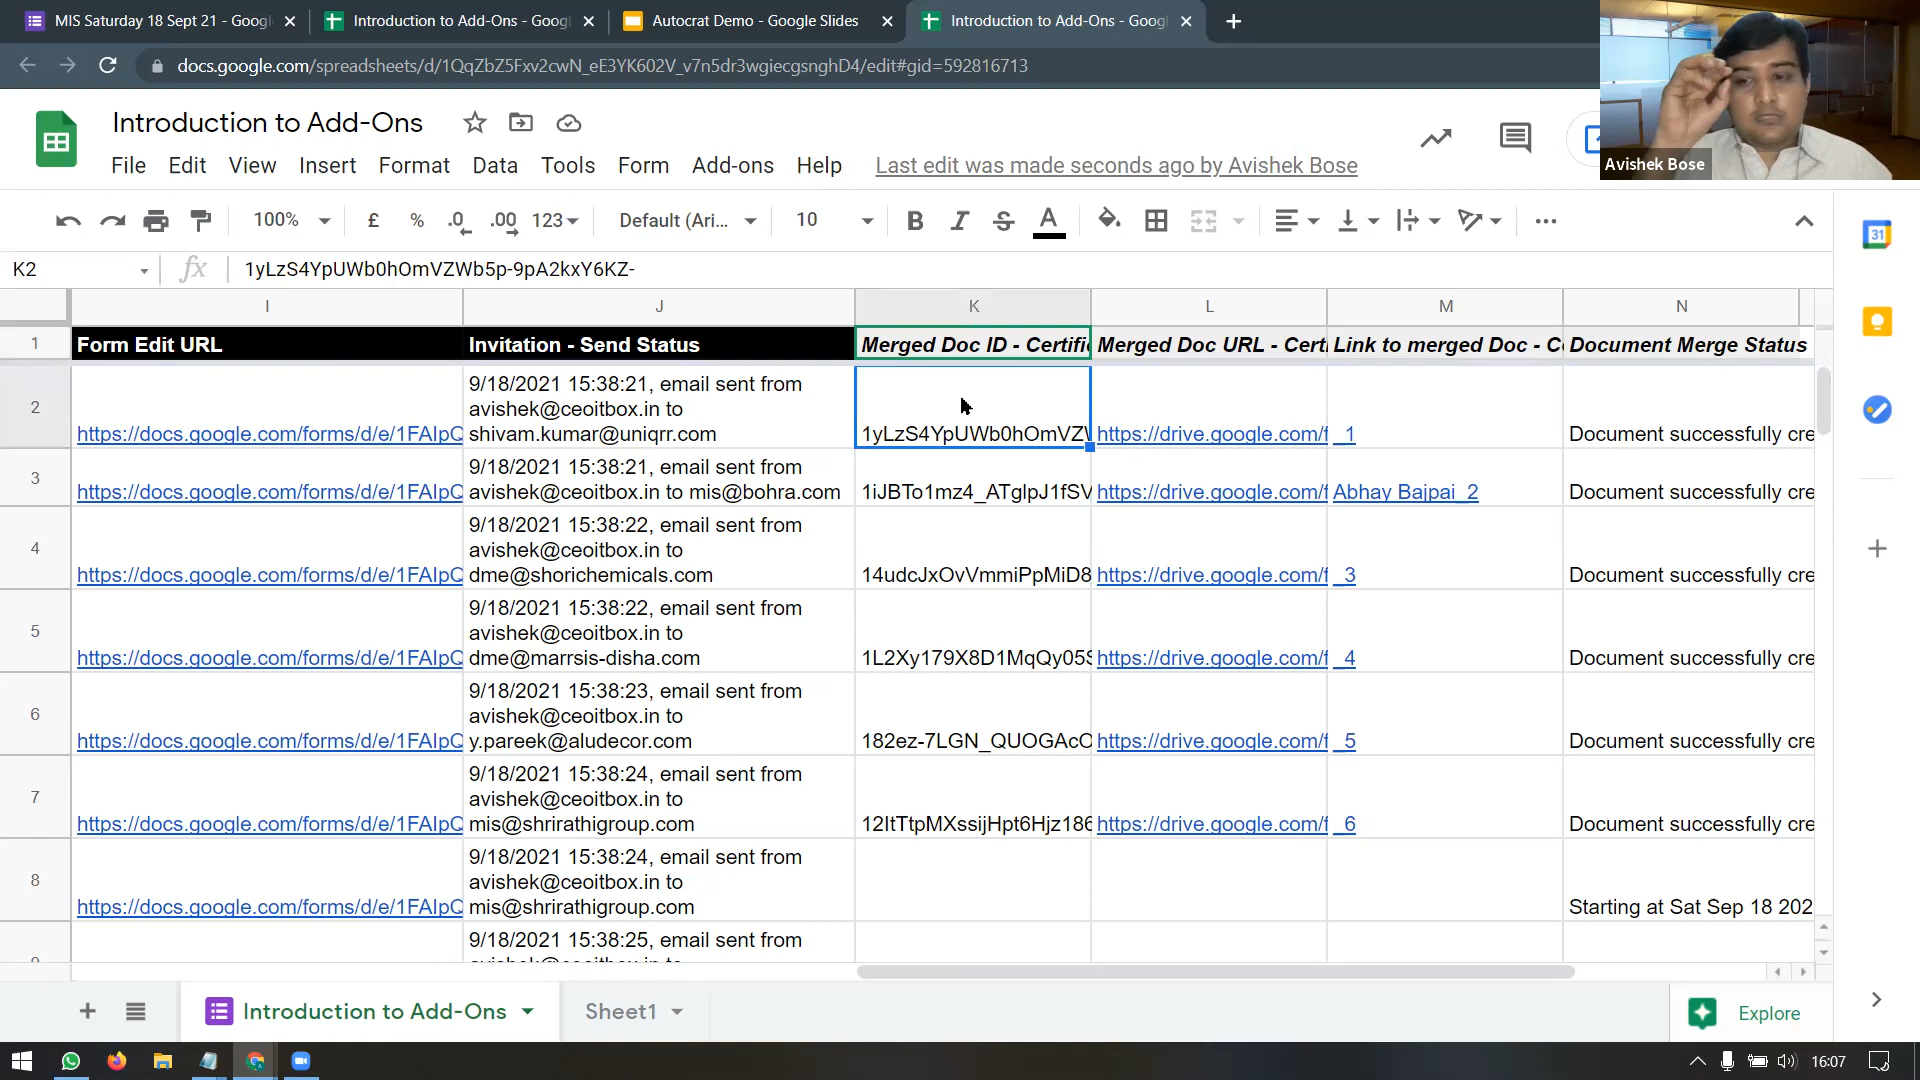 MIS Saturday 18 Sept 21 - Googl
Introduction to Add-Ons - Goog
Autocrat Demo - Google Slides
Introduction to Add-Ons - Goog
docs.google.com/spreadsheets/d/1QqZbZ5Fxv2cwN_eE3YK602V_v7n5dr3wgiecgsnghD4/edit#gid=592816713
Introduction to Add-Ons
File Edit View Insert Format Data Tools Form Add-ons Help Last edit was made seconds ago by Avishek Bose
Avishek Bose
100% £ % .0 .00 123 Default (Ari... 10 B I S A
31
K2 fx 1yLzS4YpUWb0hOmVZWb5p-9pA2kxY6KZ-
I J K L M N
1 Form Edit URL Invitation - Send Status Merged Doc ID - Certifi Merged Doc URL - Cert Link to merged Doc - C Document Merge Status
9/18/2021 15:38:21, email sent from
2 avishek@ceoitbox.in to
https://docs.google.com/forms/d/e/1FAIpQ shivam.kumar@uniqrr.com 1yLzS4YpUWb0hOmVZW https://drive.google.com/f _1 Document successfully cre
9/18/2021 15:38:21, email sent from
3 https://docs.google.com/forms/d/e/1FAIpQ avishek@ceoitbox.in to mis@bohra.com 1iJBTo1mz4_ATglpJ1fSV https://drive.google.com/f Abhay Bajpai_2 Document successfully cre
9/18/2021 15:38:22, email sent from
4 avishek@ceoitbox.in to
https://docs.google.com/forms/d/e/1FAIpQ dme@shorichemicals.com 14udcJxOvVmmiPpMiD8 https://drive.google.com/f _3 Document successfully cre
9/18/2021 15:38:22, email sent from
5 avishek@ceoitbox.in to
https://docs.google.com/forms/d/e/1FAIpQ dme@marrsis-disha.com 1L2Xy179X8D1MqQy05S https://drive.google.com/f _4 Document successfully cre
9/18/2021 15:38:23, email sent from
6 avishek@ceoitbox.in to
https://docs.google.com/forms/d/e/1FAIpQ y.pareek@aludecor.com 182ez-7LGN_QUOGAcO https://drive.google.com/f _5 Document successfully cre
9/18/2021 15:38:24, email sent from
7 avishek@ceoitbox.in to
https://docs.google.com/forms/d/e/1FAIpQ mis@shrirathigroup.com 12ItTtpMXssijHpt6Hjz186 https://drive.google.com/f _6 Document successfully cre
9/18/2021 15:38:24, email sent from
8 avishek@ceoitbox.in to
https://docs.google.com/forms/d/e/1FAIpQ mis@shrirathigroup.com Starting at Sat Sep 18 202
9/18/2021 15:38:25, email sent from
Introduction to Add-Ons Sheet1 Explore
16:07